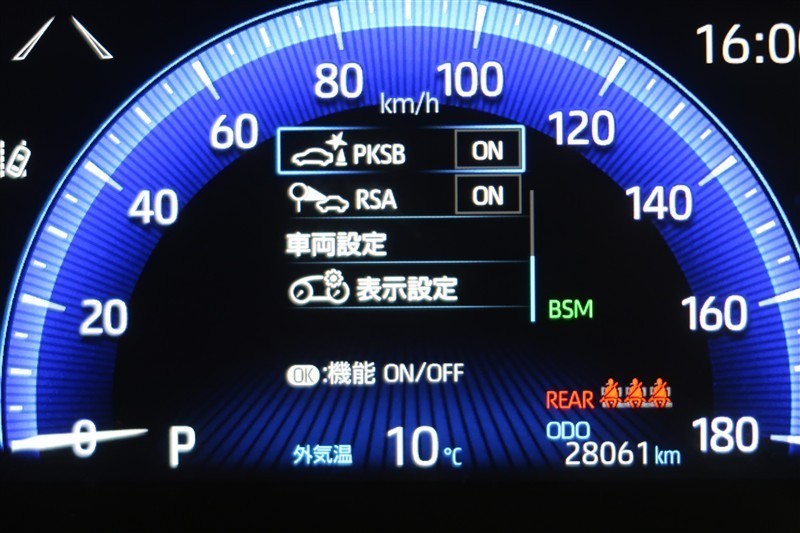 16:00
80
100
km/h
60
120
PKSB ON
40
RSA ON
140
車両設定
表示設定
20
BSM
160
OK:機能 ON/OFF
REAR
0
P
外気温 10℃
ODO
28061 km
180